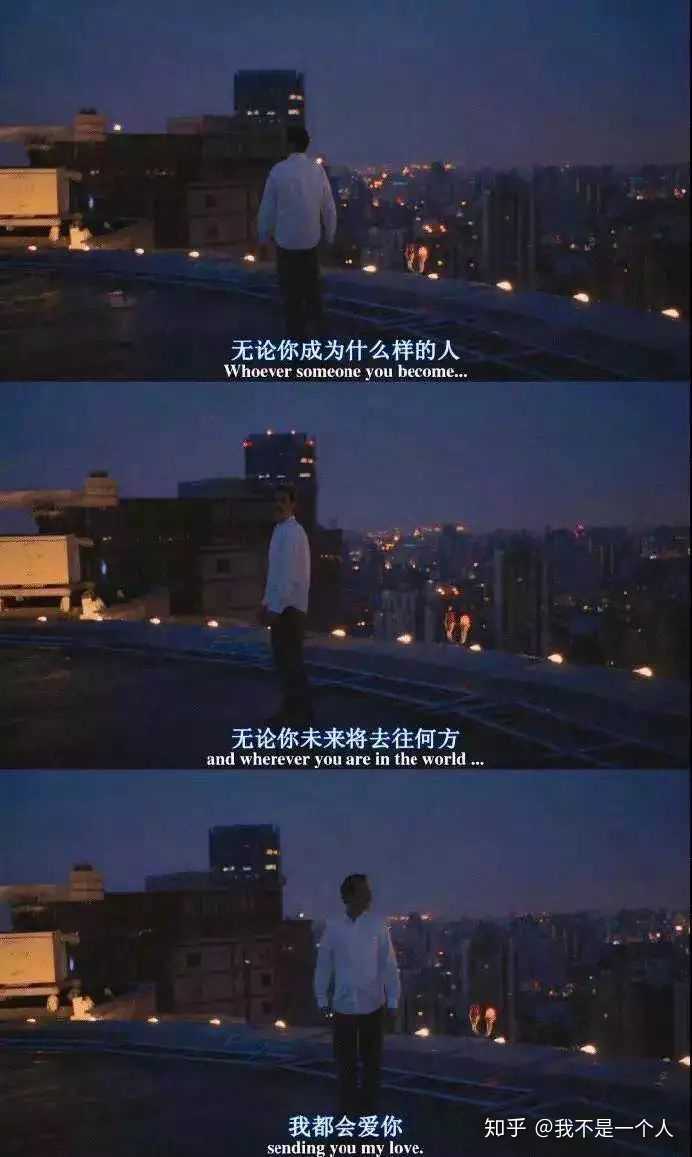 无论你成为什么样的人
Whoever someone you become...
无论你未来将去往何方
and wherever you are in the world ...
我都会爱你
sending you my love.
知乎 @我不是一个人